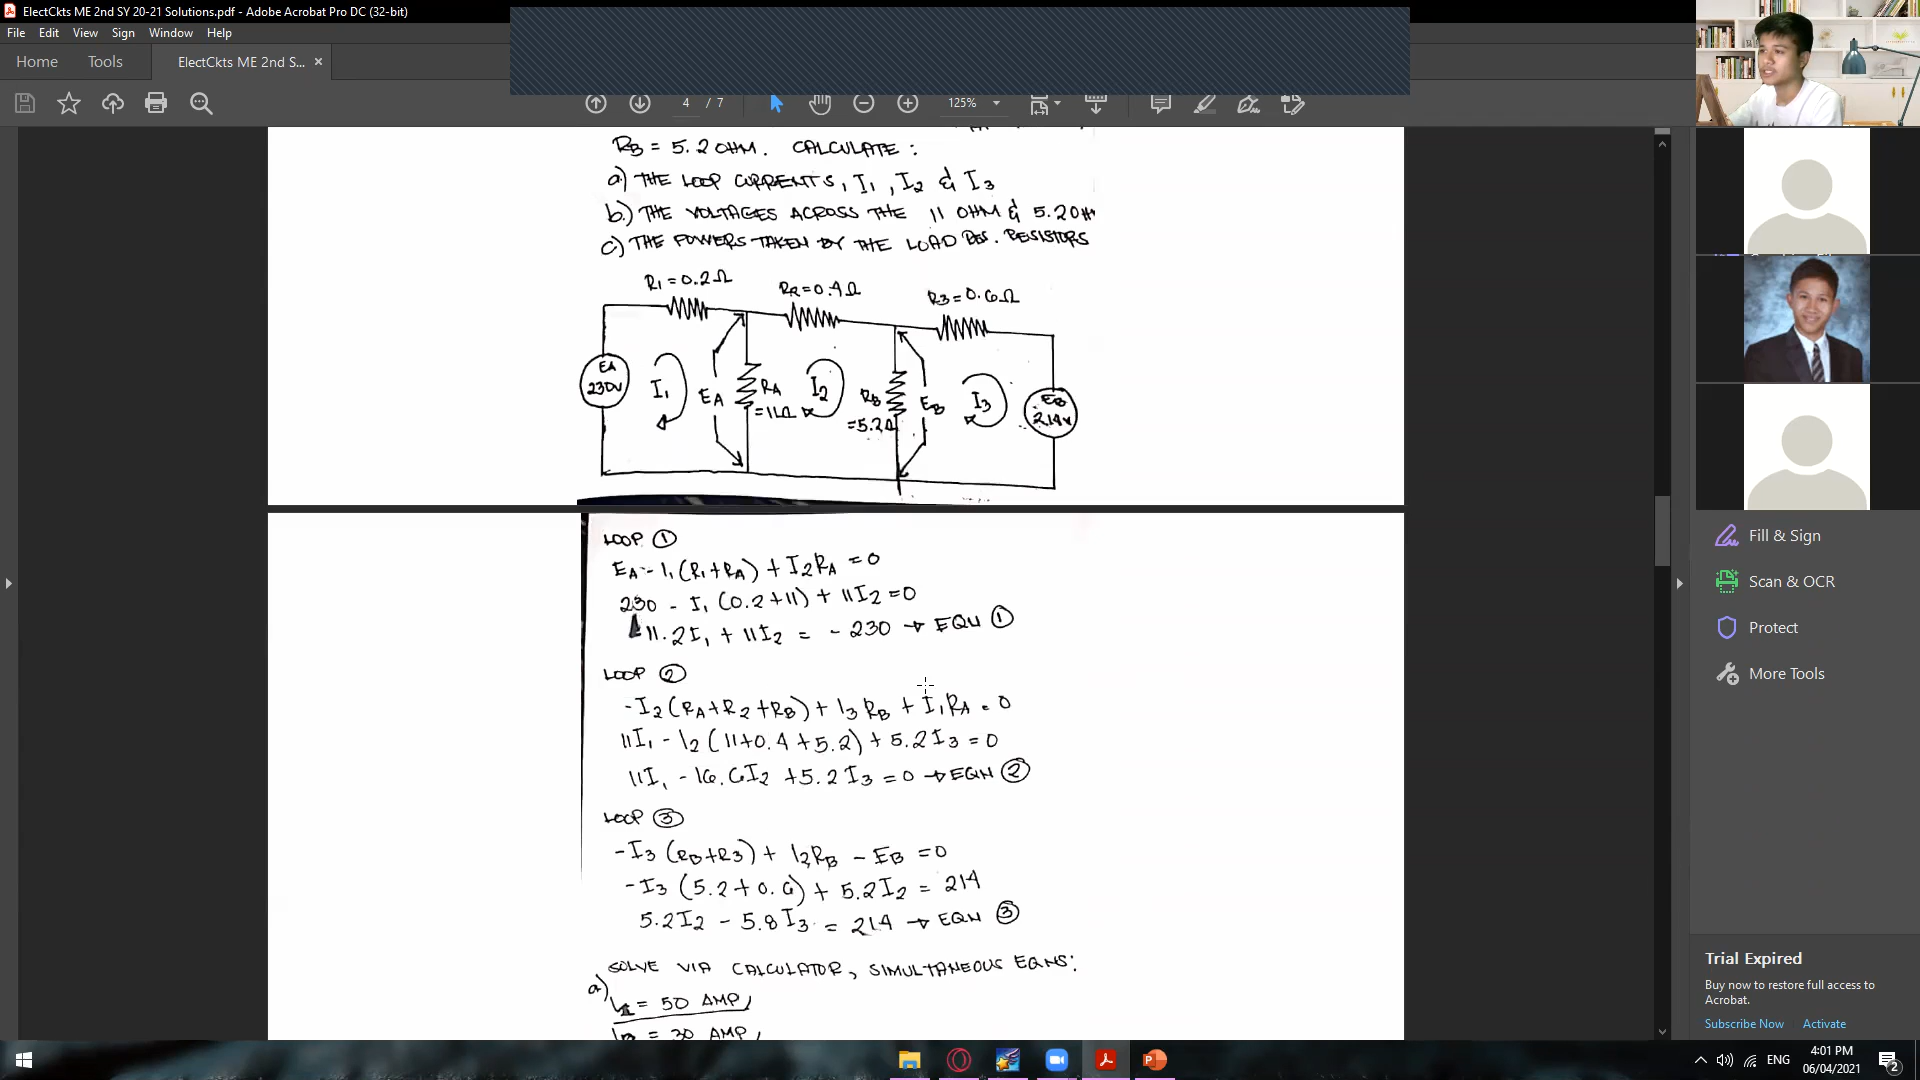 ElectCkts ME 2nd SY 20-21 Solutions.pdf - Adobe Acrobat Pro DC (32-bit)
File Edit View Sign Window Help
Home Tools ElectCkts ME 2nd S... ×
4 / 7 125%
RB = 5.2 OHM. CALCULATE:
a) THE LOOP CURRENTS, I1, I2 & I3
b.) THE VOLTAGES ACROSS THE 11 OHM & 5.2 OHM
c) THE POWERS TAKEN BY THE LOAD RESISTORS
R1=0.2Ω
R2=0.4Ω
R3=0.6Ω
EA
230V
I1
EA
RA
=11Ω
I2
RB
=5.2Ω
EB
I3
EB
214V
LOOP ①
EA - I1(R1+RA) + I2RA = 0
230 - I1(0.2+11) + 11I2 = 0
-11.2I1 + 11I2 = -230 → EQN ①
LOOP ②
-I2(RA+R2+RB) + I3RB + I1RA = 0
11I1 - I2(11+0.4+5.2) + 5.2I3 = 0
11I1 - 16.6I2 + 5.2I3 = 0 → EQN ②
LOOP ③
-I3(RB+R3) + I2RB - EB = 0
-I3(5.2+0.6) + 5.2I2 = 214
5.2I2 - 5.8I3 = 214 → EQN ③
SOLVE VIA CALCULATOR, SIMULTANEOUS EQNS:
a) I1 = 50 AMP,
I2 = 30 AMP,
Fill & Sign
Scan & OCR
Protect
More Tools
Trial Expired
Buy now to restore full access to
Acrobat.
Subscribe Now Activate
ENG
4:01 PM
06/04/2021
2